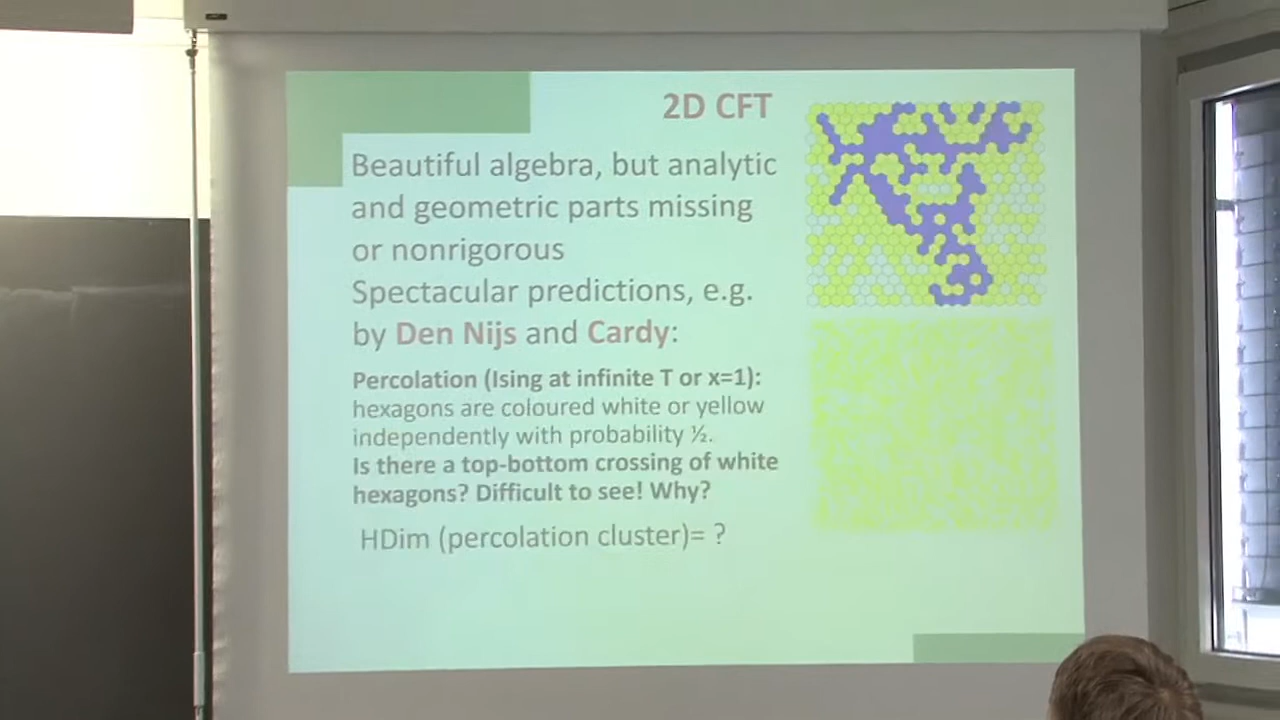 2D CFT
Beautiful algebra, but analytic
and geometric parts missing
or nonrigorous
Spectacular predictions, e.g.
by Den Nijs and Cardy:
Percolation (Ising at infinite T or x=1):
hexagons are coloured white or yellow
independently with probability ½.
Is there a top-bottom crossing of white
hexagons? Difficult to see! Why?
HDim (percolation cluster)= ?